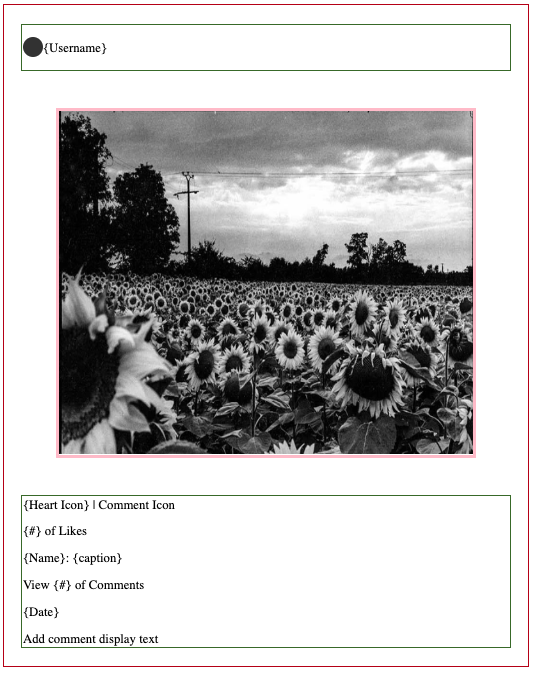 {Username}
{Heart Icon} | Comment Icon
{#} of Likes
{Name}: {caption}
View {#} of Comments
{Date}
Add comment display text